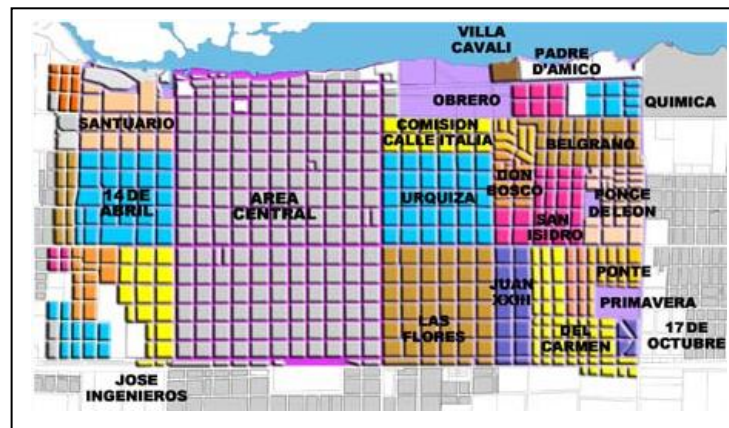 VILLA
CAVALI
PADRE
D'AMICO
OBRERO
QUIMICA
SANTUARIO
COMISION
CALLE ITALIA
BELGRANO
14 DE
ABRIL
AREA
CENTRAL
URQUIZA
DON
BOSCO
SAN
ISIDRO
PONCE
DE LEON
LAS
FLORES
JUAN
XXIII
PONTE
PRIMAVERA
DEL
CARMEN
17 DE
OCTUBRE
JOSE
INGENIEROS